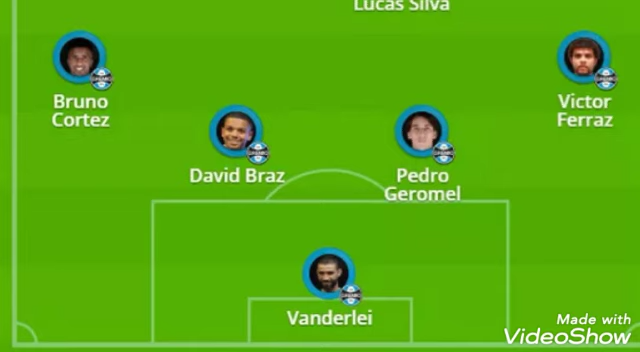 Lucas Silva
Bruno
Cortez
Victor
Ferraz
David Braz
Pedro
Geromel
Vanderlei
Made with
VideoShow